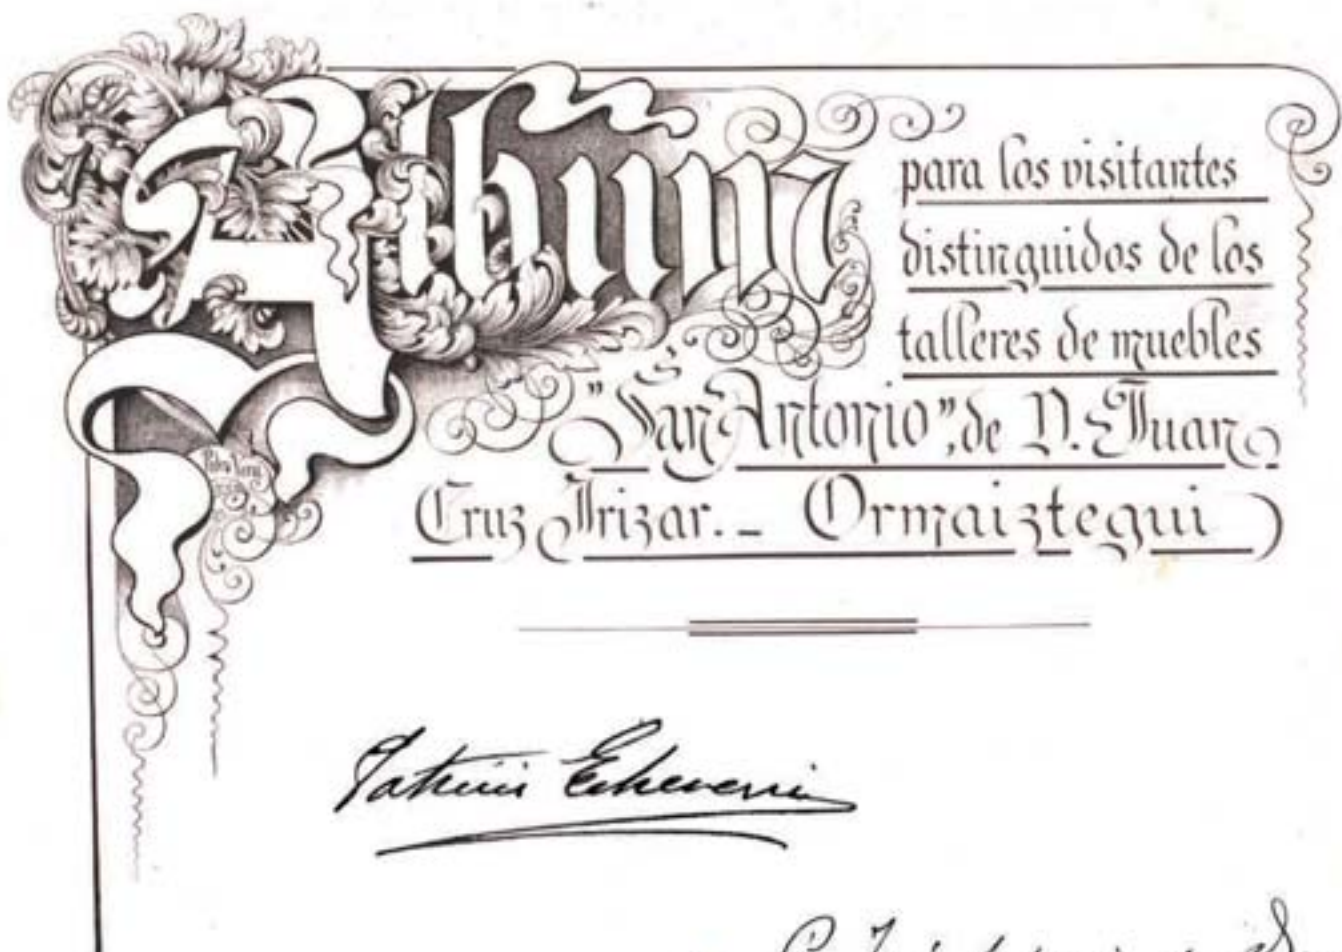 Album para los visitantes
distinguidos de los
talleres de muebles
"San Antonio", de D. Juan
Cruz Irizar. - Ormaiztegui
Patricio Echeverria